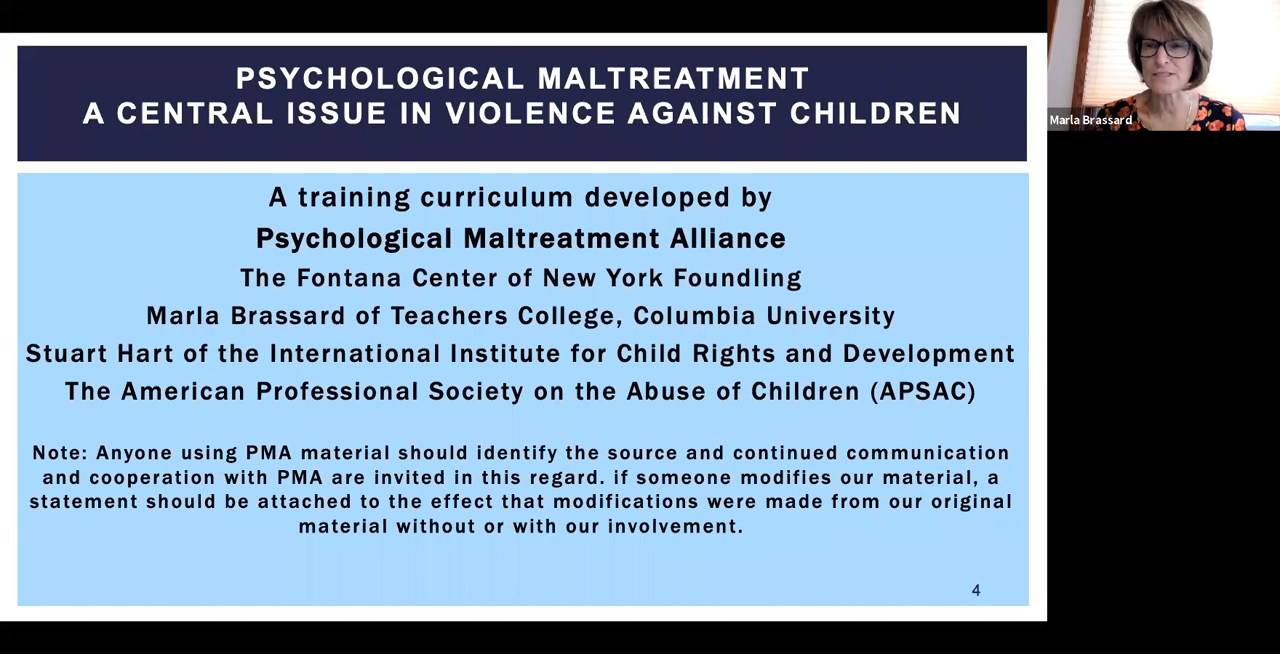 PSYCHOLOGICAL MALTREATMENT
A CENTRAL ISSUE IN VIOLENCE AGAINST CHILDREN
A training curriculum developed by
Psychological Maltreatment Alliance
The Fontana Center of New York Foundling
Marla Brassard of Teachers College, Columbia University
Stuart Hart of the International Institute for Child Rights and Development
The American Professional Society on the Abuse of Children (APSAC)
Note: Anyone using PMA material should identify the source and continued communication
and cooperation with PMA are invited in this regard. if someone modifies our material, a
statement should be attached to the effect that modifications were made from our original
material without or with our involvement.
4
Marla Brassard